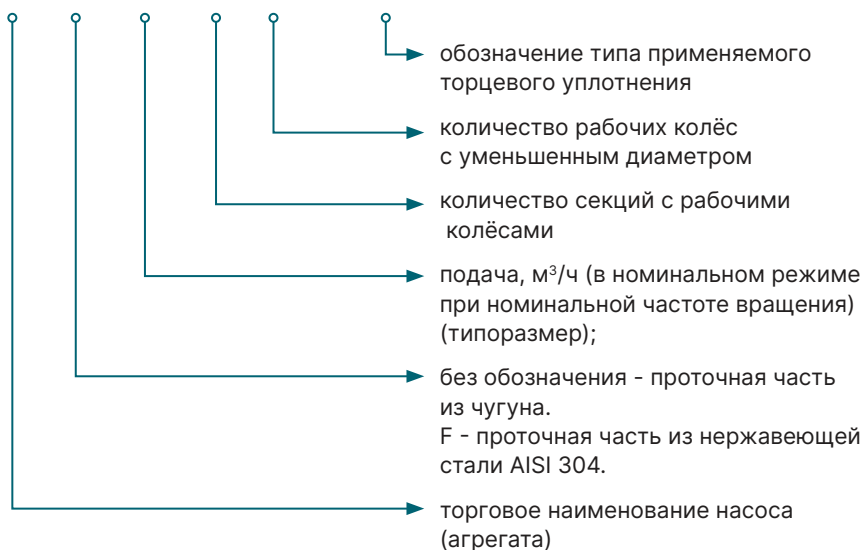 обозначение типа применяемого
торцевого уплотнения
количество рабочих колёс
с уменьшенным диаметром
количество секций с рабочими
колёсами
подача, м³/ч (в номинальном режиме
при номинальной частоте вращения)
(типоразмер);
без обозначения - проточная часть
из чугуна.
F - проточная часть из нержавеющей
стали AISI 304.
торговое наименование насоса
(агрегата)